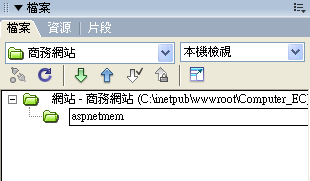 檔案
檔案 資源 片段
商務網站 本機檢視
網站 - 商務網站 (C:\inetpub\wwwroot\Computer_EC)
aspnetmem